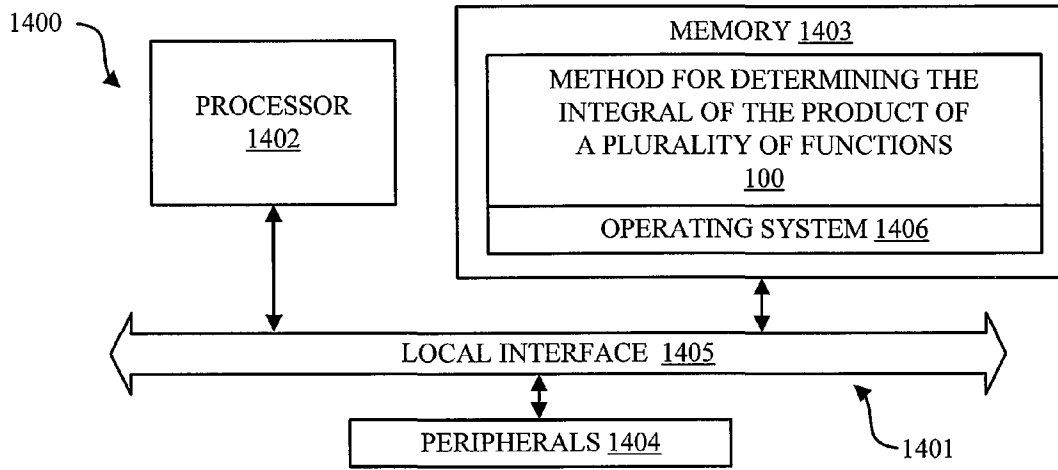 1400
PROCESSOR
1402
MEMORY 1403
METHOD FOR DETERMINING THE
INTEGRAL OF THE PRODUCT OF
A PLURALITY OF FUNCTIONS
100
OPERATING SYSTEM 1406
LOCAL INTERFACE 1405
PERIPHERALS 1404
1401